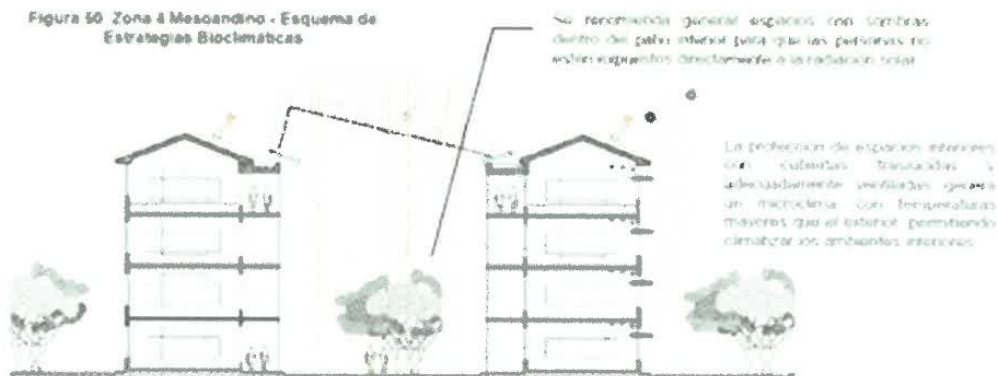 Figura 50 Zona 4 Mesoandino - Esquema de
Estrategias Bioclimáticas
Se recomienda general espacios con sombras
dentro del patio interior para que las personas no
estén expuestos directamente a la radiación solar
La protección de espacios interiores
con cubiertas translucidas y
adecuadamente ventiladas genera
un microclima con temperaturas
mayores que el exterior permitiendo
climatizar los ambientes interiores